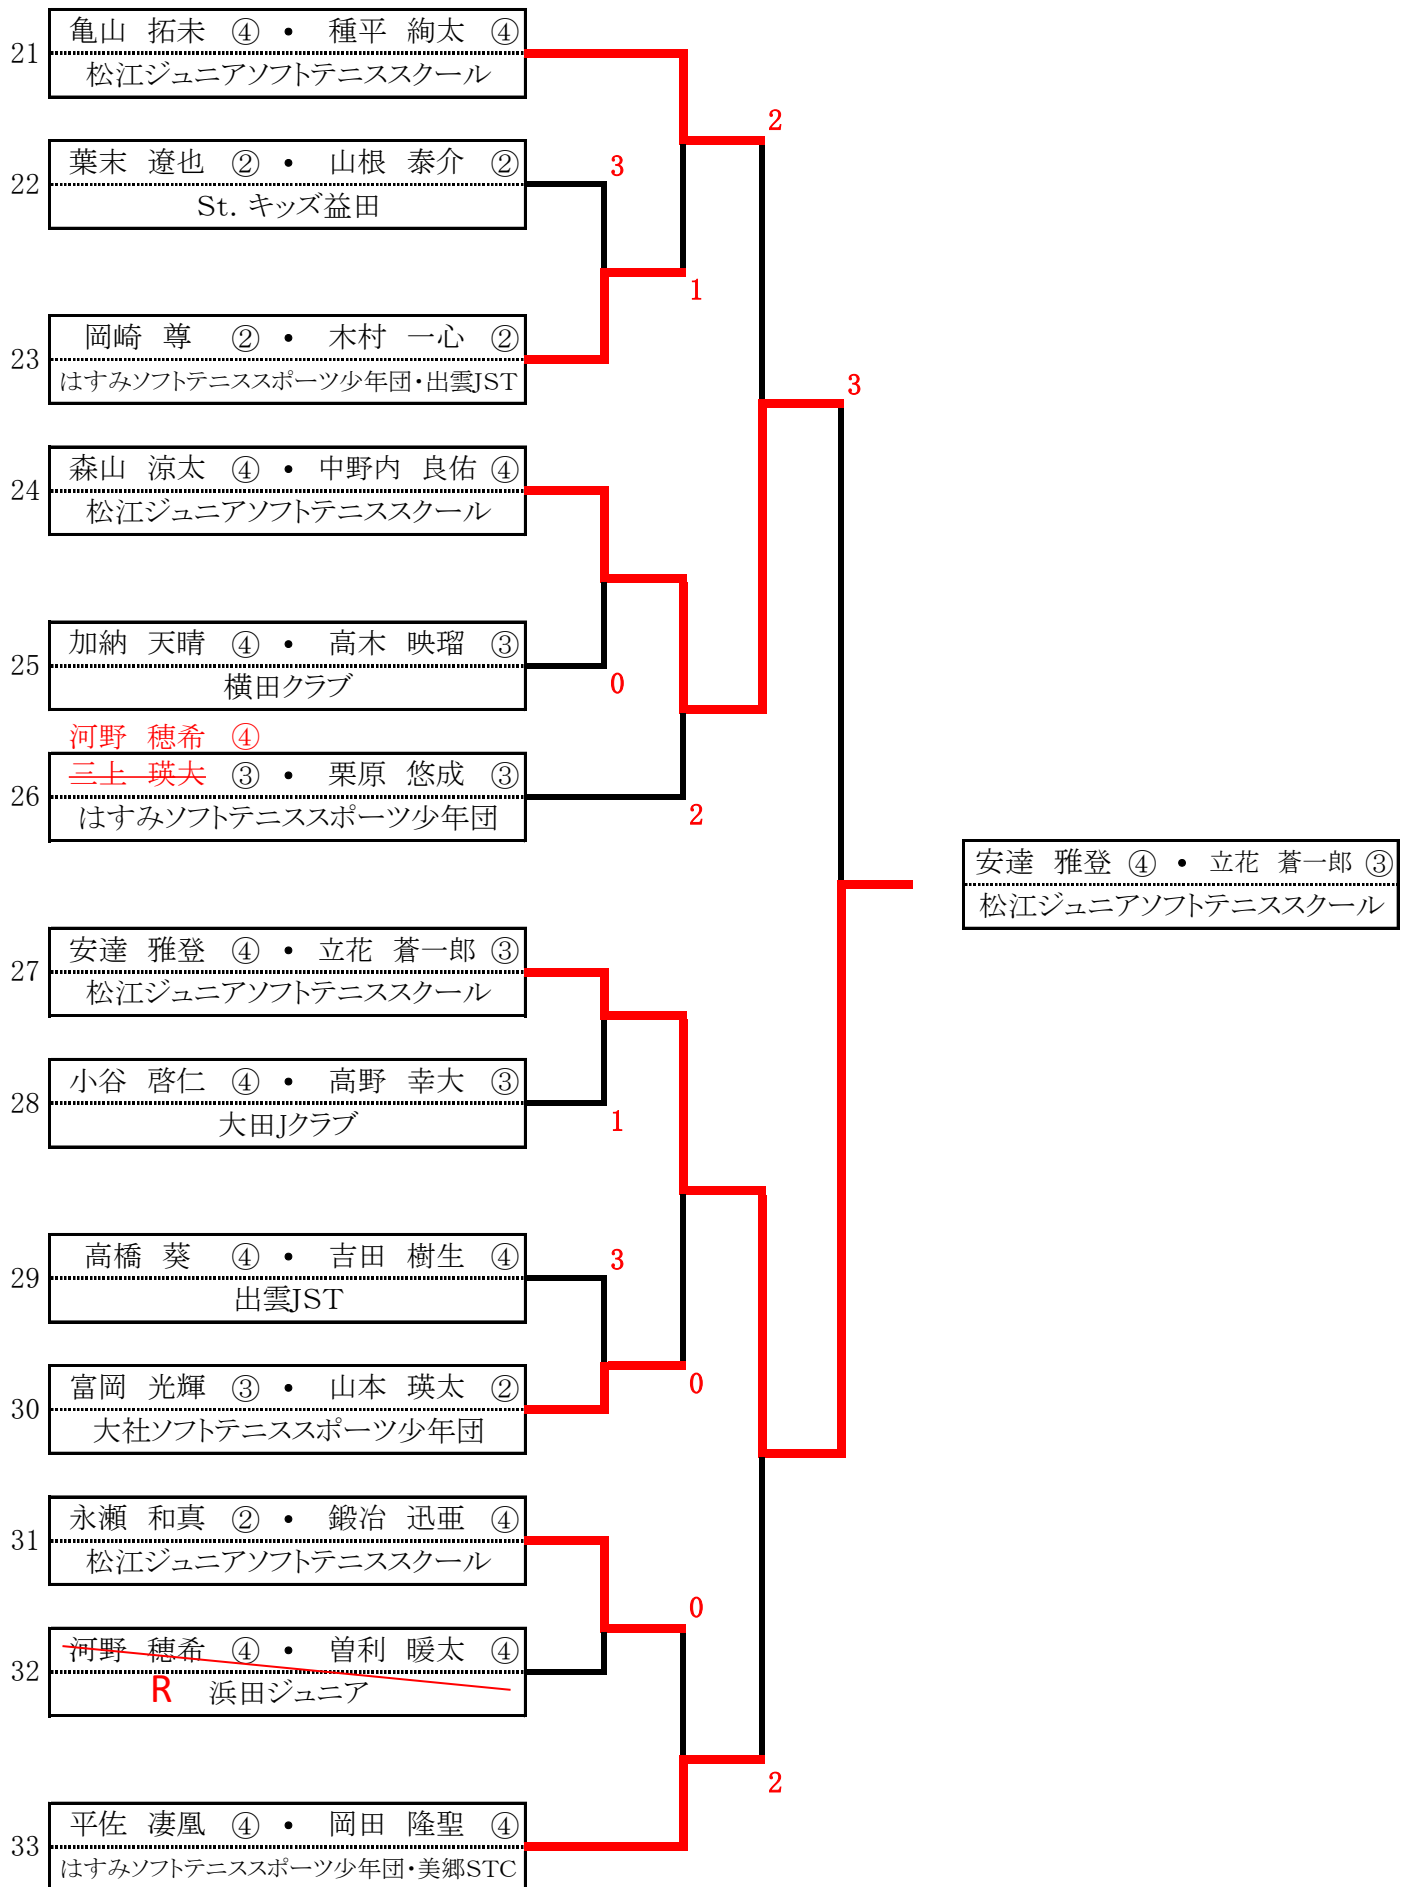 21
亀山 拓未 ④ ・ 種平 絢太 ④
松江ジュニアソフトテニススクール
2
22
葉末 遼也 ② ・ 山根 泰介 ②
St. キッズ益田
3
1
23
岡崎 尊 ② ・ 木村 一心 ②
はすみソフトテニススポーツ少年団・出雲JST
3
24
森山 涼太 ④ ・ 中野内 良佑 ④
松江ジュニアソフトテニススクール
25
加納 天晴 ④ ・ 高木 映瑠 ③
横田クラブ
0
河野 穂希 ④
26
三上 瑛大 ③ ・ 栗原 悠成 ③
はすみソフトテニススポーツ少年団
2
安達 雅登 ④ ・ 立花 蒼一郎 ③
松江ジュニアソフトテニススクール
27
安達 雅登 ④ ・ 立花 蒼一郎 ③
松江ジュニアソフトテニススクール
28
小谷 啓仁 ④ ・ 高野 幸大 ③
大田Jクラブ
1
29
高橋 葵 ④ ・ 吉田 樹生 ④
出雲JST
3
0
30
富岡 光輝 ③ ・ 山本 瑛太 ②
大社ソフトテニススポーツ少年団
31
永瀬 和真 ② ・ 鍛冶 迅亜 ④
松江ジュニアソフトテニススクール
0
32
河野 穂希 ④ ・ 曽利 暖太 ④
R 浜田ジュニア
2
33
平佐 凄凰 ④ ・ 岡田 隆聖 ④
はすみソフトテニススポーツ少年団・美郷STC